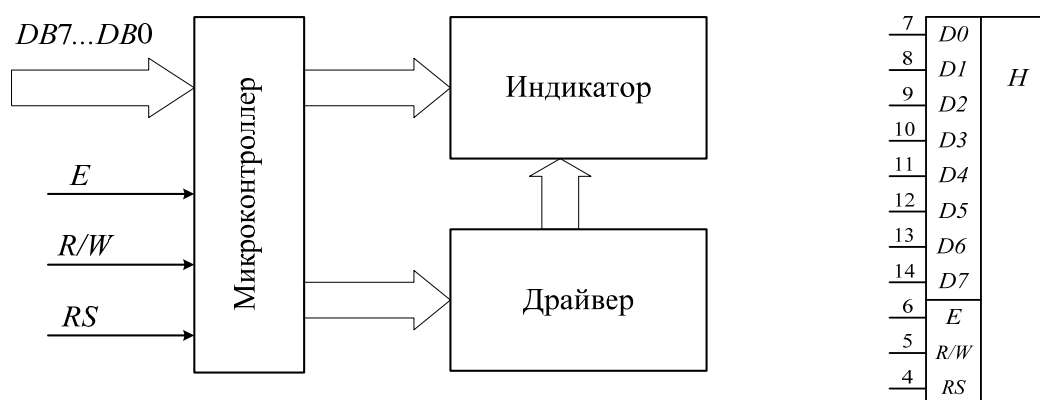 DB7...DB0
E
R/W
RS
Микроконтроллер
Индикатор
Драйвер
7 D0
8 D1
9 D2
10 D3
11 D4
12 D5
13 D6
14 D7
6 E
5 R/W
4 RS
H